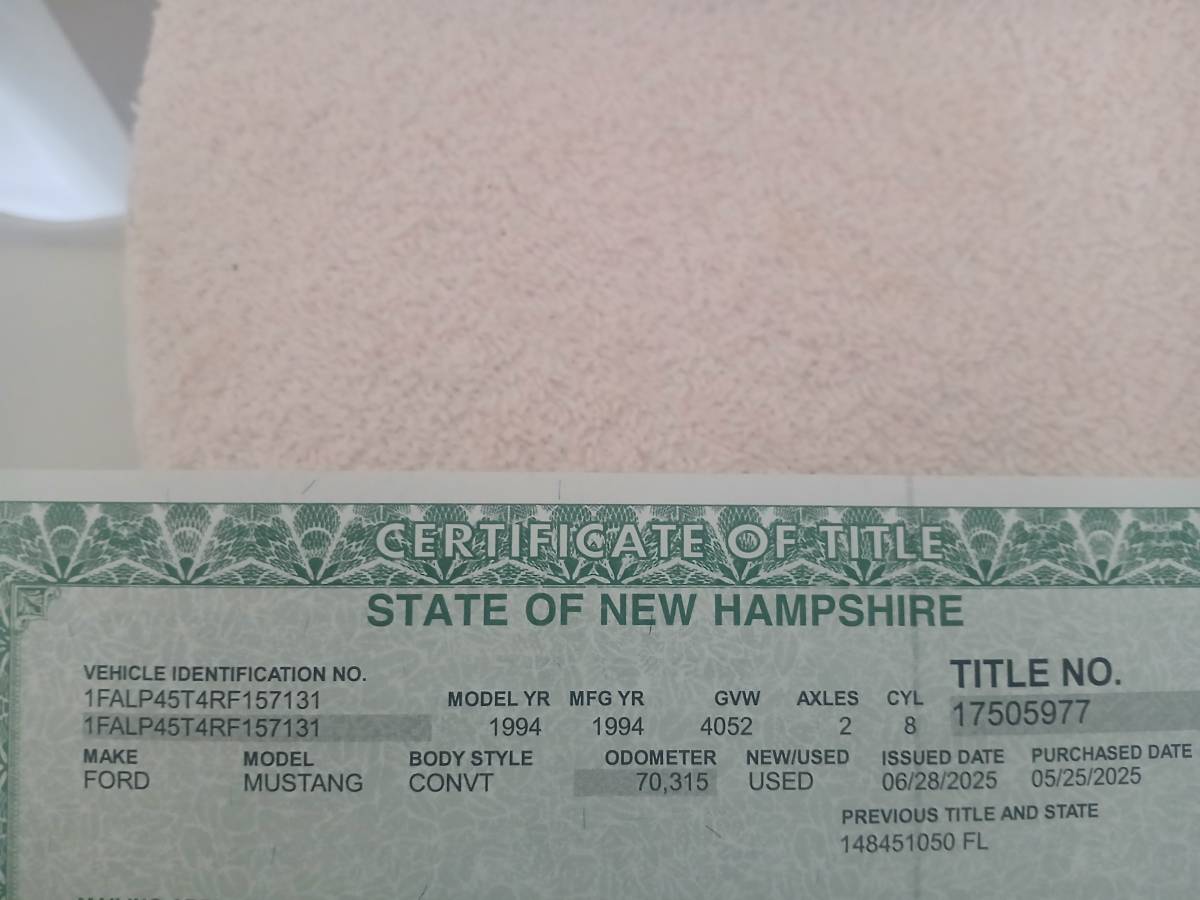 CERTIFICATE OF TITLE
STATE OF NEW HAMPSHIRE
VEHICLE IDENTIFICATION NO.
1FALP45T4RF157131
1FALP45T4RF157131
MODEL YR MFG YR GVW AXLES CYL
1994 1994 4052 2 8
TITLE NO.
17505977
MAKE MODEL BODY STYLE ODOMETER NEW/USED ISSUED DATE PURCHASED DATE
FORD MUSTANG CONVT 70,315 USED 06/28/2025 05/25/2025
PREVIOUS TITLE AND STATE
148451050 FL